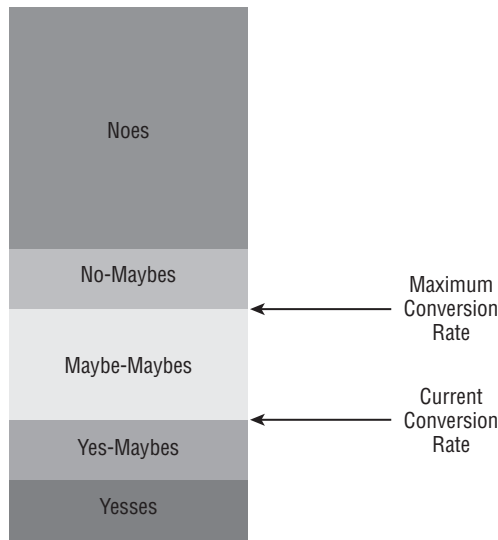 Noes
No-Maybes
Maximum
Conversion
Rate
Maybe-Maybes
Current
Conversion
Rate
Yes-Maybes
Yesses